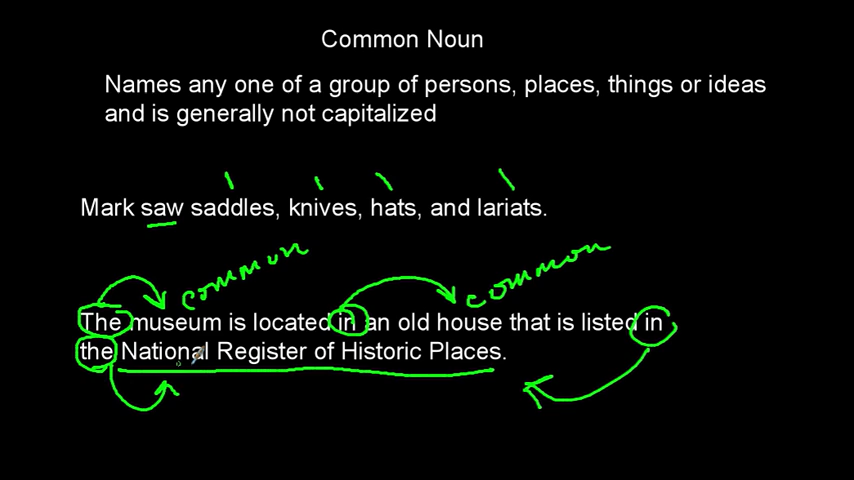 Common Noun
Names any one of a group of persons, places, things or ideas
and is generally not capitalized
Mark saw saddles, knives, hats, and lariats.
common common
The museum is located in an old house that is listed in
the National Register of Historic Places.